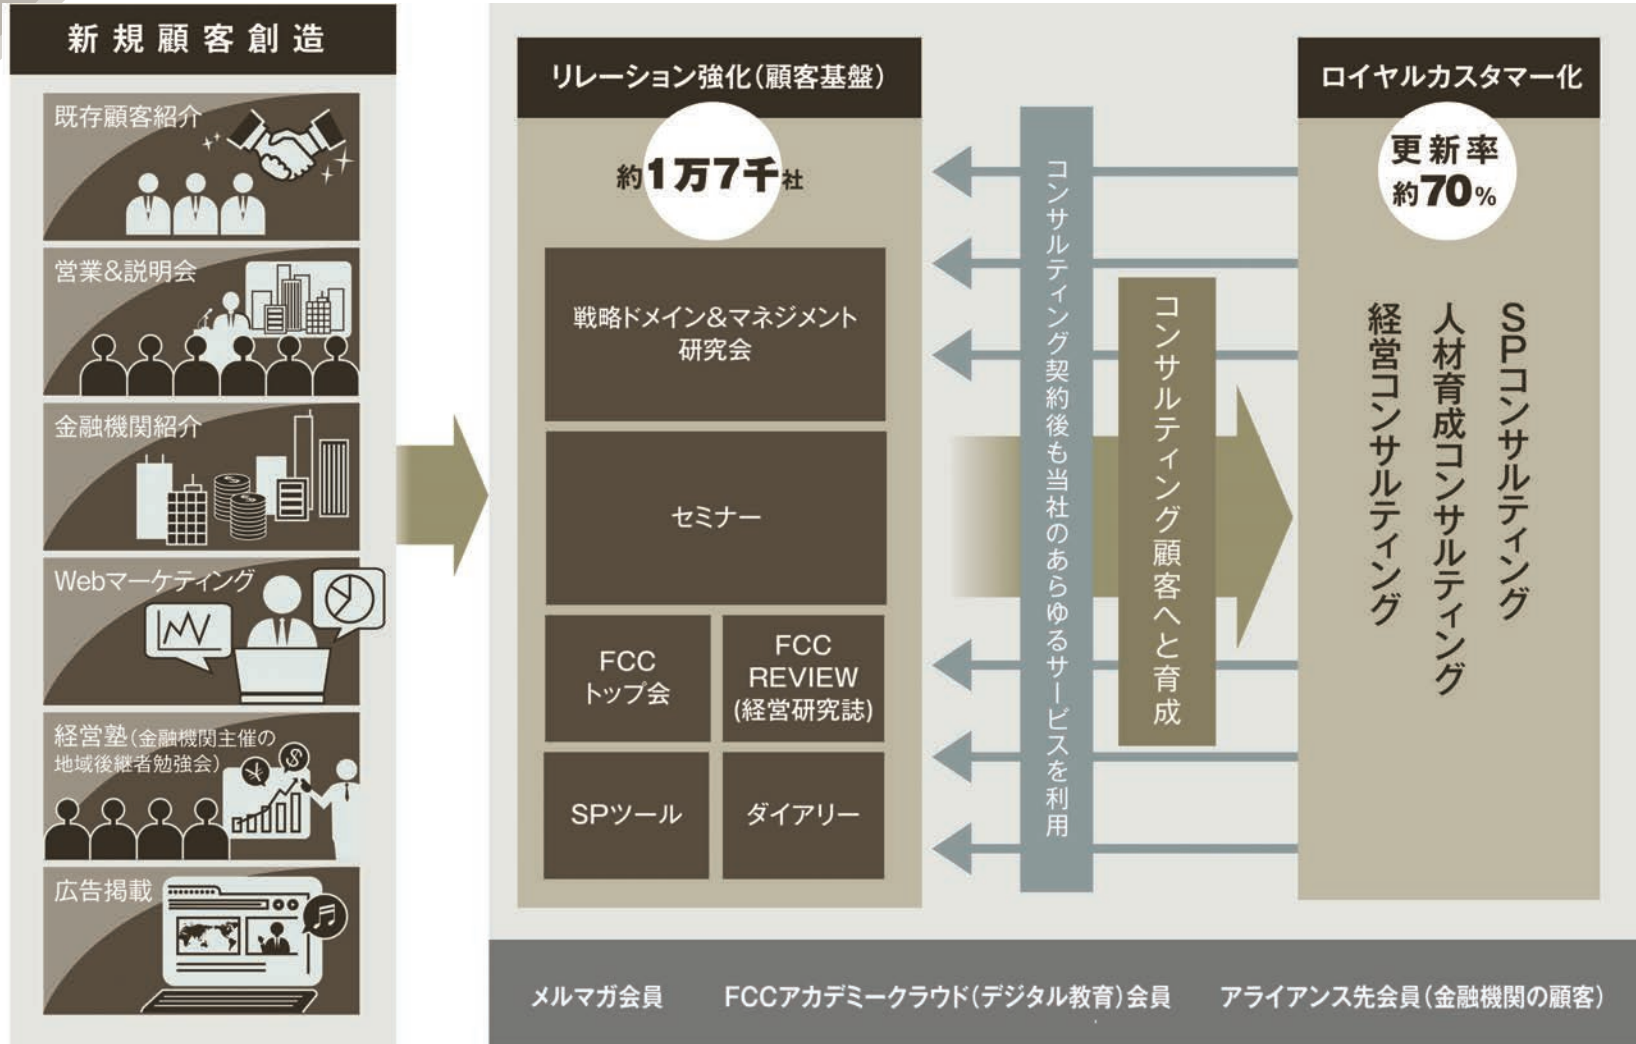 新規顧客創造
既存顧客紹介
営業&説明会
金融機関紹介
Webマーケティング
経営塾(金融機関主催の
地域後継者勉強会)
広告掲載
リレーション強化(顧客基盤)
約1万7千社
戦略ドメイン&マネジメント
研究会
セミナー
FCC
トップ会
FCC
REVIEW
(経営研究誌)
SPツール
ダイアリー
コンサルティング契約後も当社のあらゆるサービスを利用
コンサルティング顧客へと育成
ロイヤルカスタマー化
更新率
約70%
SPコンサルティング
人材育成コンサルティング
経営コンサルティング
メルマガ会員
FCCアカデミークラウド(デジタル教育)会員
アライアンス先会員(金融機関の顧客)